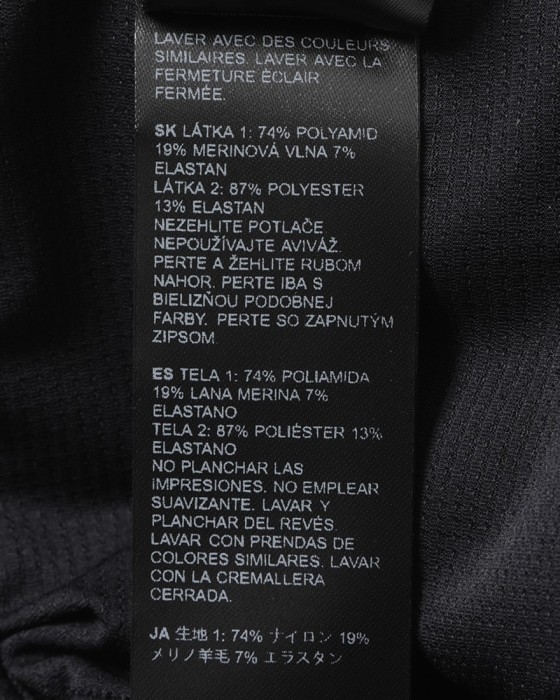 LAVER AVEC DES COULEURS
SIMILAIRES. LAVER AVEC LA
FERMETURE ÈCLAIR
FERMÉE.
SK LÁTKA 1: 74% POLYAMID
19% MERINOVÁ VLNA 7%
ELASTAN
LÁTKA 2: 87% POLYESTER
13% ELASTAN
NEZEHLITE POTLAČE
NEPOUŽÍVAJTE AVIVÁŽ.
PERTE A ŽEHLITE RUBOM
NAHOR. PERTE IBA S
BIELIZŇOU PODOBNEJ
FARBY. PERTE SO ZAPNUTÝM
ZIPSOM.
ES TELA 1: 74% POLIAMIDA
19% LANA MERINA 7%
ELASTANO
TELA 2: 87% POLIÉSTER 13%
ELASTANO
NO PLANCHAR LAS
IMPRESIONES. NO EMPLEAR
SUAVIZANTE. LAVAR Y
PLANCHAR DEL REVÉS.
LAVAR CON PRENDAS DE
COLORES SIMILARES. LAVAR
CON LA CREMALLERA
CERRADA.
JA 生地 1: 74% ナイロン 19%
メリノ羊毛 7% エラスタン